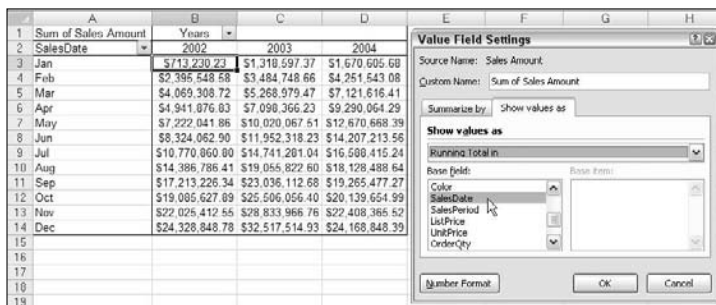 A B C D E F G H
1 Sum of Sales Amount Years
2 SalesDate 2002 2003 2004
3 Jan $713,230.23 $1,318,597.37 $1,670,605.68
4 Feb $2,395,548.58 $3,484,748.66 $4,251,543.08
5 Mar $4,069,308.72 $5,268,979.47 $7,121,616.41
6 Apr $4,941,876.83 $7,098,366.23 $9,290,064.29
7 May $7,222,041.86 $10,020,067.51 $12,670,668.39
8 Jun $8,324,062.90 $11,952,318.23 $14,207,213.56
9 Jul $10,770,860.80 $14,741,281.04 $16,588,415.24
10 Aug $14,386,786.41 $19,055,822.60 $18,128,488.64
11 Sep $17,213,226.34 $23,036,112.68 $19,265,477.27
12 Oct $19,085,627.89 $25,506,056.40 $20,139,654.99
13 Nov $22,025,412.55 $28,833,966.76 $22,408,365.52
14 Dec $24,328,848.78 $32,517,514.93 $24,168,848.39
15
16
17
18
19
Value Field Settings
Source Name: Sales Amount
Custom Name: Sum of Sales Amount
Summarize by Show values as
Show values as
Running Total in
Base field: Base item:
Color
SalesDate
SalesPeriod
ListPrice
UnitPrice
OrderQty
Number Format OK Cancel